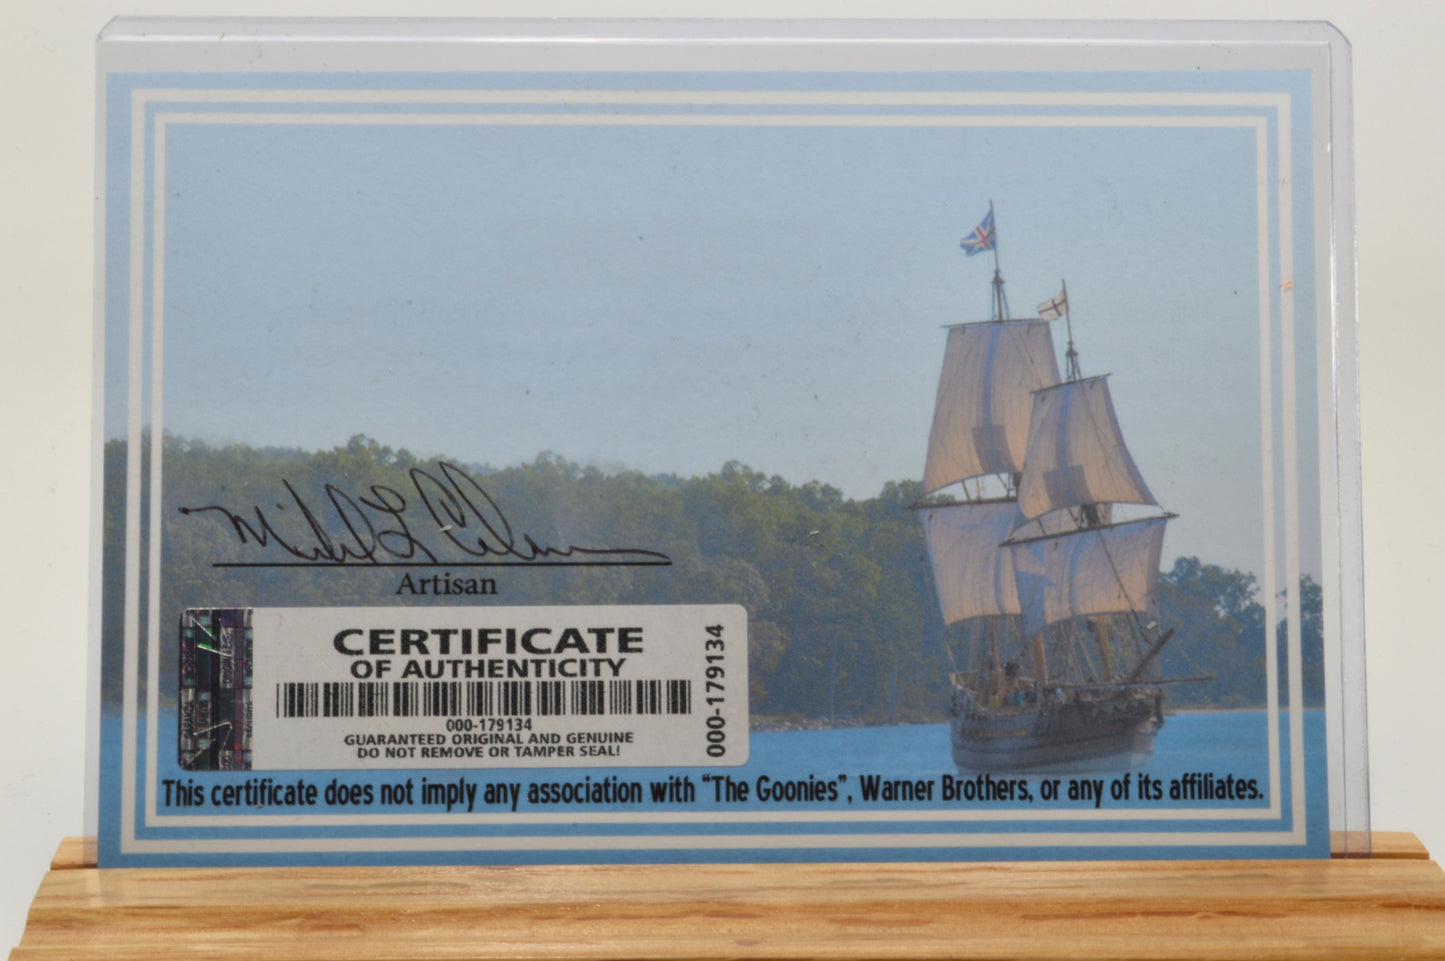 Artisan
CERTIFICATE
OF AUTHENTICITY
000-179134
GUARANTEED ORIGINAL AND GENUINE
DO NOT REMOVE OR TAMPER SEAL!
000-179134
This certificate does not imply any association with “The Goonies”, Warner Brothers, or any of its affiliates.